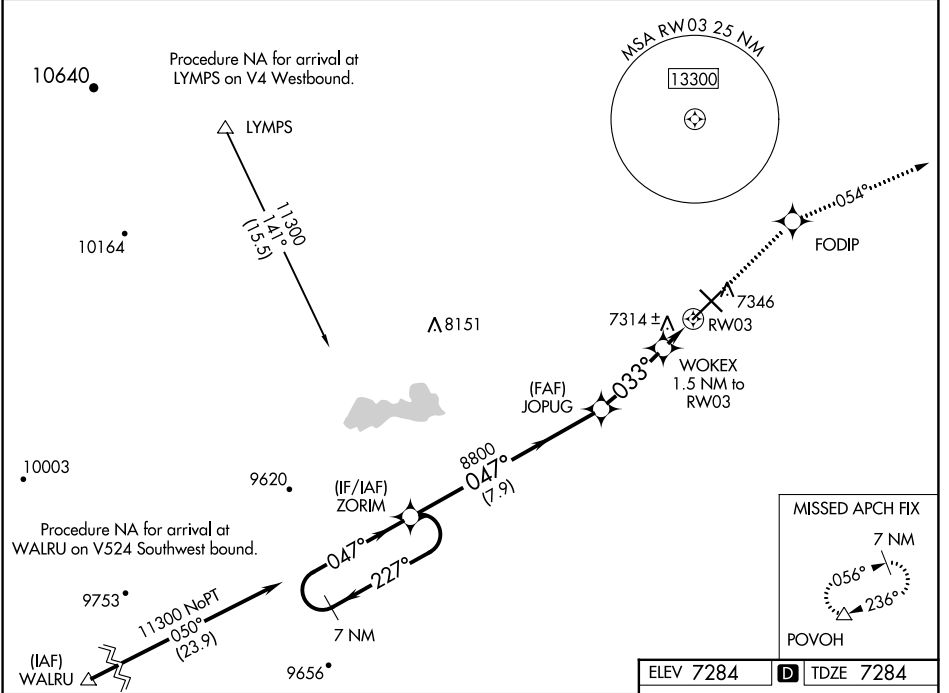 MSA RW03 25 NM
13300
10640
Procedure NA for arrival at
LYMPS on V4 Westbound.
LYMPS
11300
141°
(15.5)
10164
054°
FODIP
8151
7346
7314±
RW03
033°
WOKEX
1.5 NM to
RW03
(FAF)
JOPUG
8800
047°
(7.9)
10003
9620
(IF/IAF)
ZORIM
Procedure NA for arrival at
WALRU on V524 Southwest bound.
047°
227°
7 NM
9753
11300 NoPT
050°
(23.9)
(IAF)
WALRU
9656
MISSED APCH FIX
7 NM
056°
236°
POVOH
ELEV 7284 D TDZE 7284